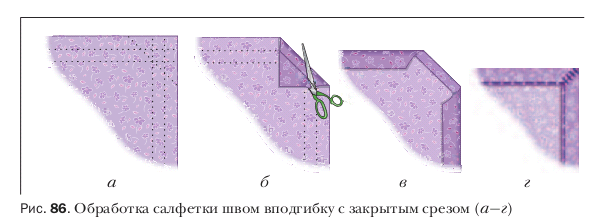 а б в г
Рис. 86. Обработка салфетки швом вподгибку с закрытым срезом (а—г)